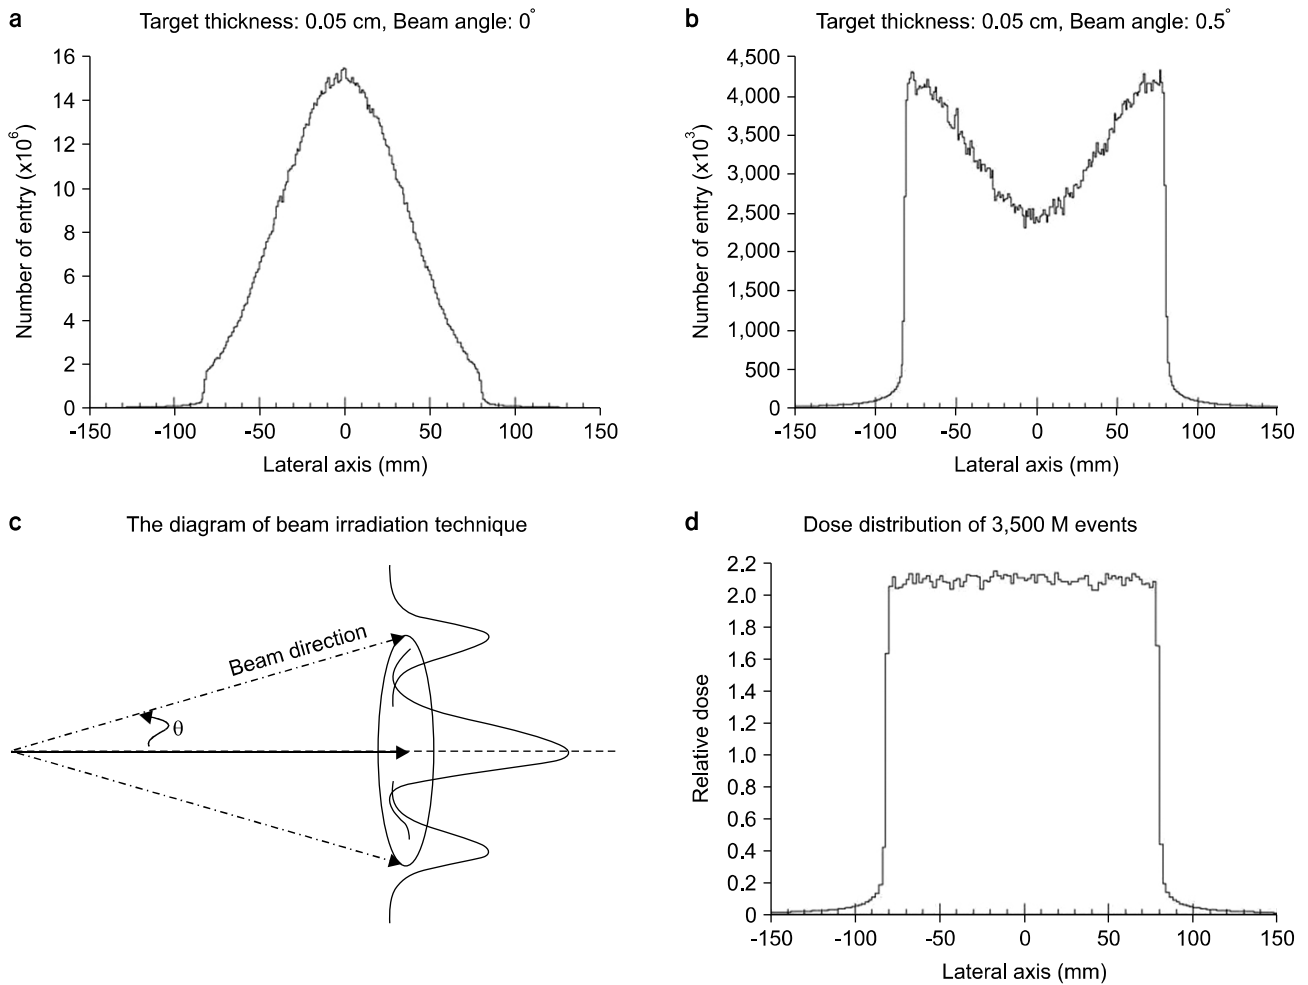 a
Target thickness: 0.05 cm, Beam angle: 0°
Number of entry (x10⁶)
16
14
12
10
8
6
4
2
0
-150 -100 -50 0 50 100 150
Lateral axis (mm)
b
Target thickness: 0.05 cm, Beam angle: 0.5°
Number of entry (x10³)
4,500
4,000
3,500
3,000
2,500
2,000
1,500
1,000
500
0
-150 -100 -50 0 50 100 150
Lateral axis (mm)
c
The diagram of beam irradiation technique
Beam direction
θ
d
Dose distribution of 3,500 M events
Relative dose
2.2
2.0
1.8
1.6
1.4
1.2
1.0
0.8
0.6
0.4
0.2
0
-150 -100 -50 0 50 100 150
Lateral axis (mm)